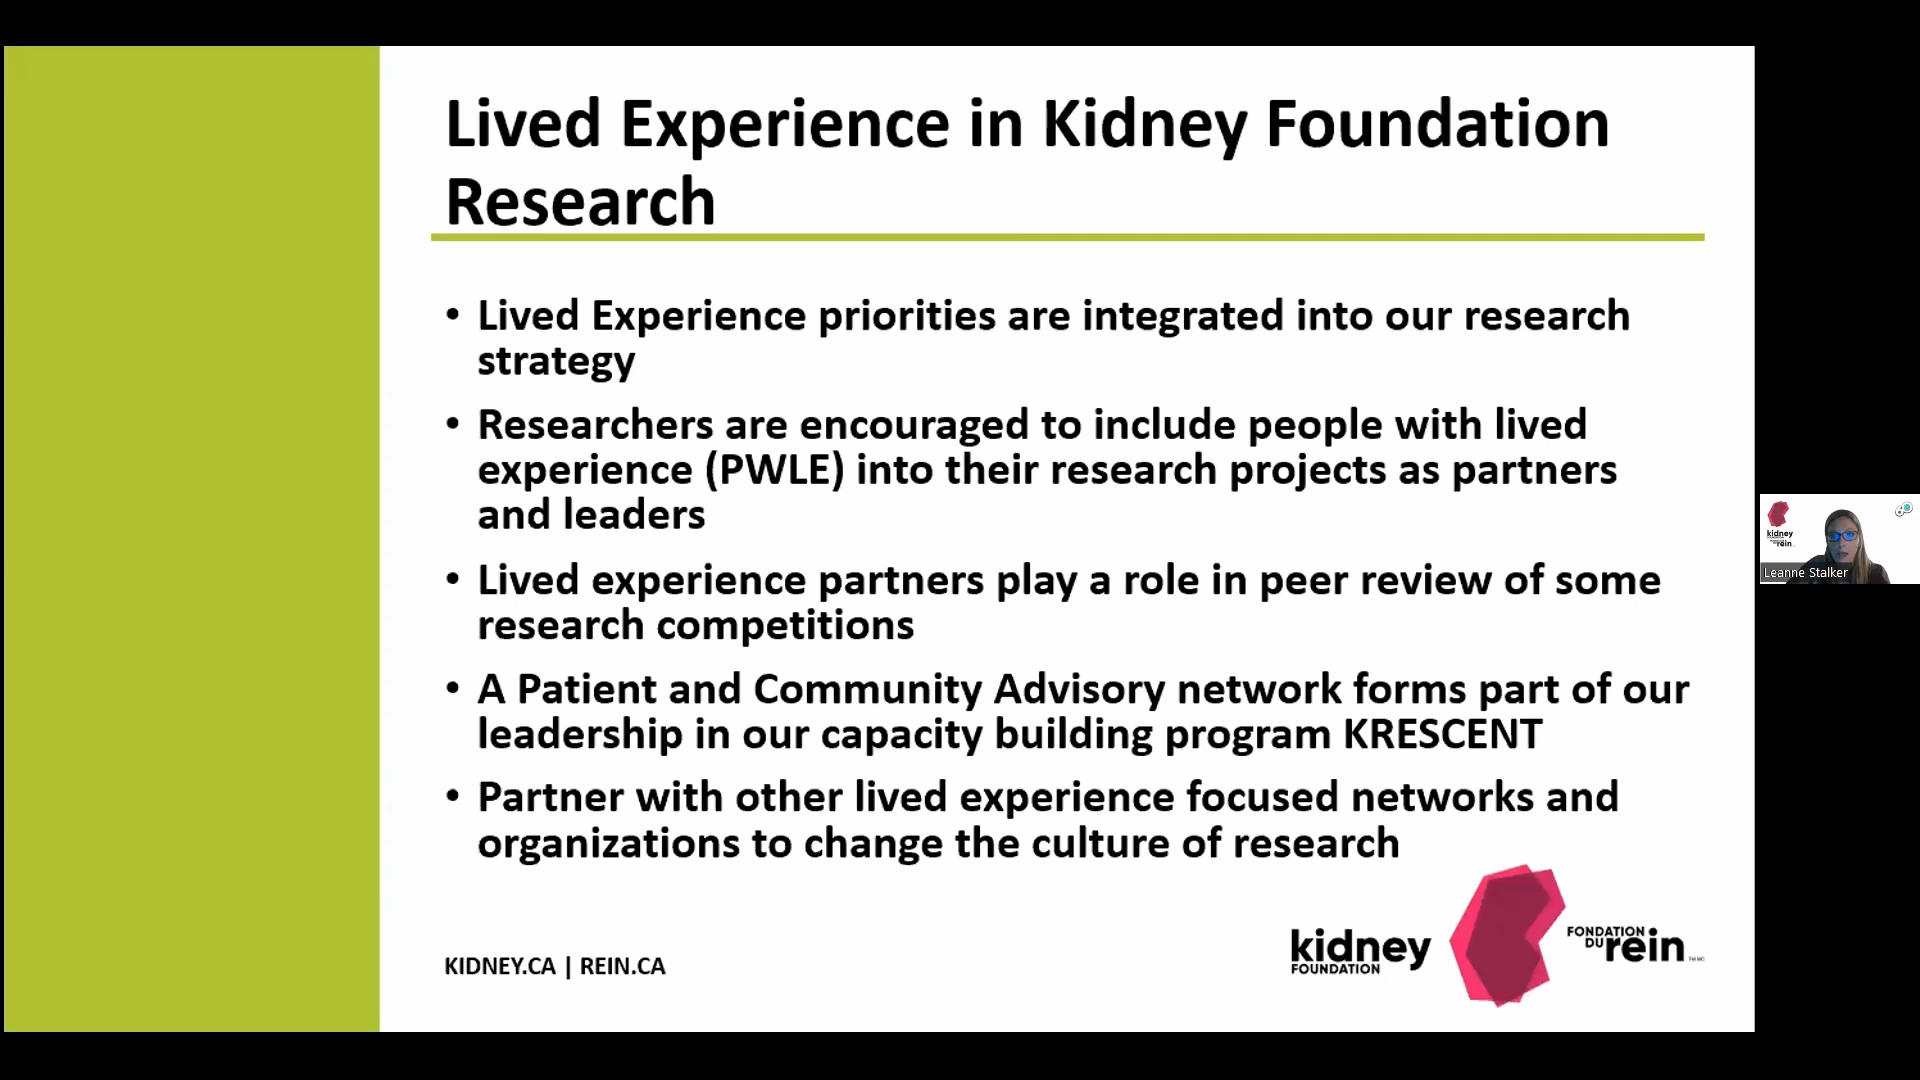 Lived Experience in Kidney Foundation
Research
• Lived Experience priorities are integrated into our research
strategy
• Researchers are encouraged to include people with lived
experience (PWLE) into their research projects as partners
and leaders
• Lived experience partners play a role in peer review of some
research competitions
• A Patient and Community Advisory network forms part of our
leadership in our capacity building program KRESCENT
• Partner with other lived experience focused networks and
organizations to change the culture of research
KIDNEY.CA | REIN.CA
kidney
FOUNDATION
FONDATION
DU rein
TM MC
kidney
rein
Leanne Stalker